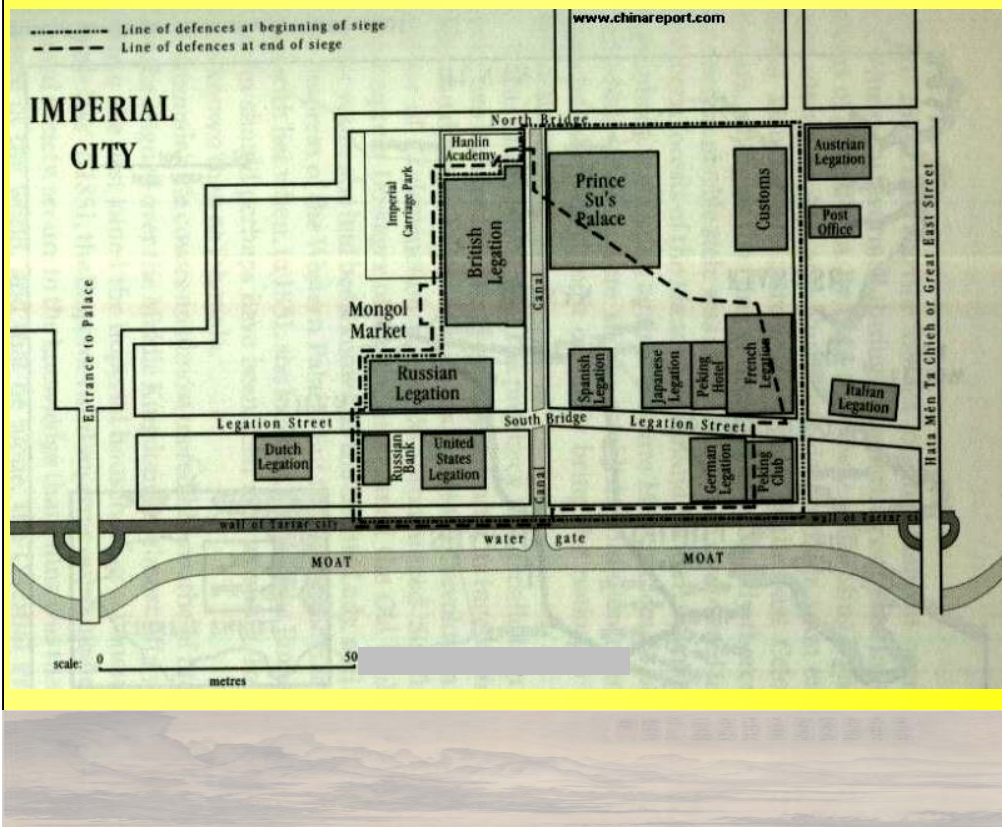 www.chinareport.com
Line of defences at beginning of siege
Line of defences at end of siege
IMPERIAL
CITY
North Bridge
Hanlin
Academy
Austrian
Legation
Imperial
Carriage Park
British
Legation
Prince
Su's
Palace
Customs
Post
Office
Canal
Mongol
Market
Entrance to Palace
Hata Mên Ta Chieh or Great East Street
Russian
Legation
Spanish
Legation
Japanese
Legation
Peking
Hotel
French
Legation
Italian
Legation
Legation Street
South Bridge
Legation Street
Dutch
Legation
Russian
Bank
United
States
Legation
Canal
German
Legation
Peking
Club
wall of Tartar city
wall of Tartar
water gate
MOAT
MOAT
scale: 0 50
metres